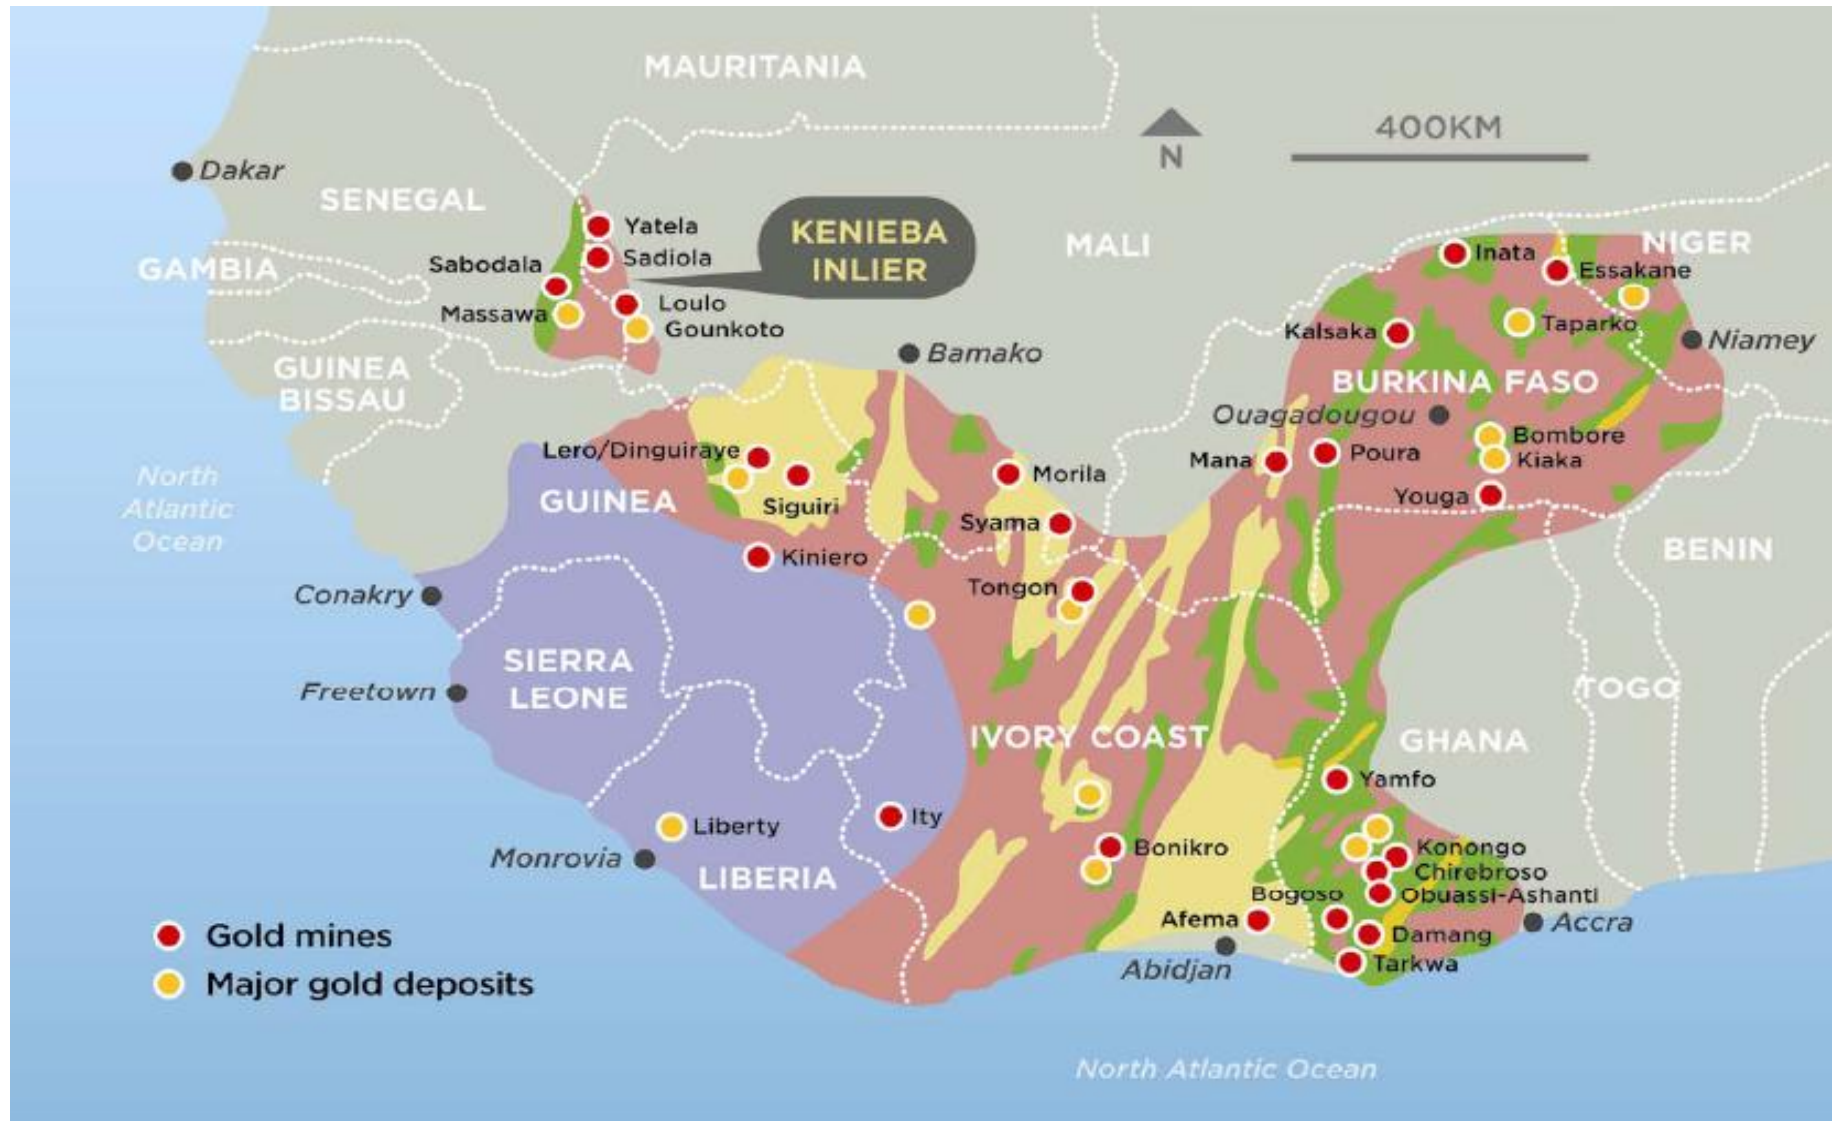 MAURITANIA
400KM
N
Dakar
SENEGAL
Yatela
KENIEBA
INLIER
MALI
NIGER
Inata
Sadiola
Sabodala
GAMBIA
Essakane
Loulo
Massawa
Gounkoto
Taparko
Kalsaka
Niamey
Bamako
GUINEA
BISSAU
BURKINA FASO
Ouagadougou
Bombore
Lero/Dinguiraye
Poura
Mana
Kiaka
North
Atlantic
Ocean
Morila
GUINEA
Siguiri
Youga
Syama
BENIN
Kiniero
Tongon
Conakry
SIERRA
LEONE
Freetown
TOGO
IVORY COAST
GHANA
Yamfo
Ity
Liberty
Bonikro
Konongo
Monrovia
LIBERIA
Chirebroso
Bogoso
Obuassi-Ashanti
Afema
Accra
Gold mines
Damang
Abidjan
Tarkwa
Major gold deposits
North Atlantic Ocean